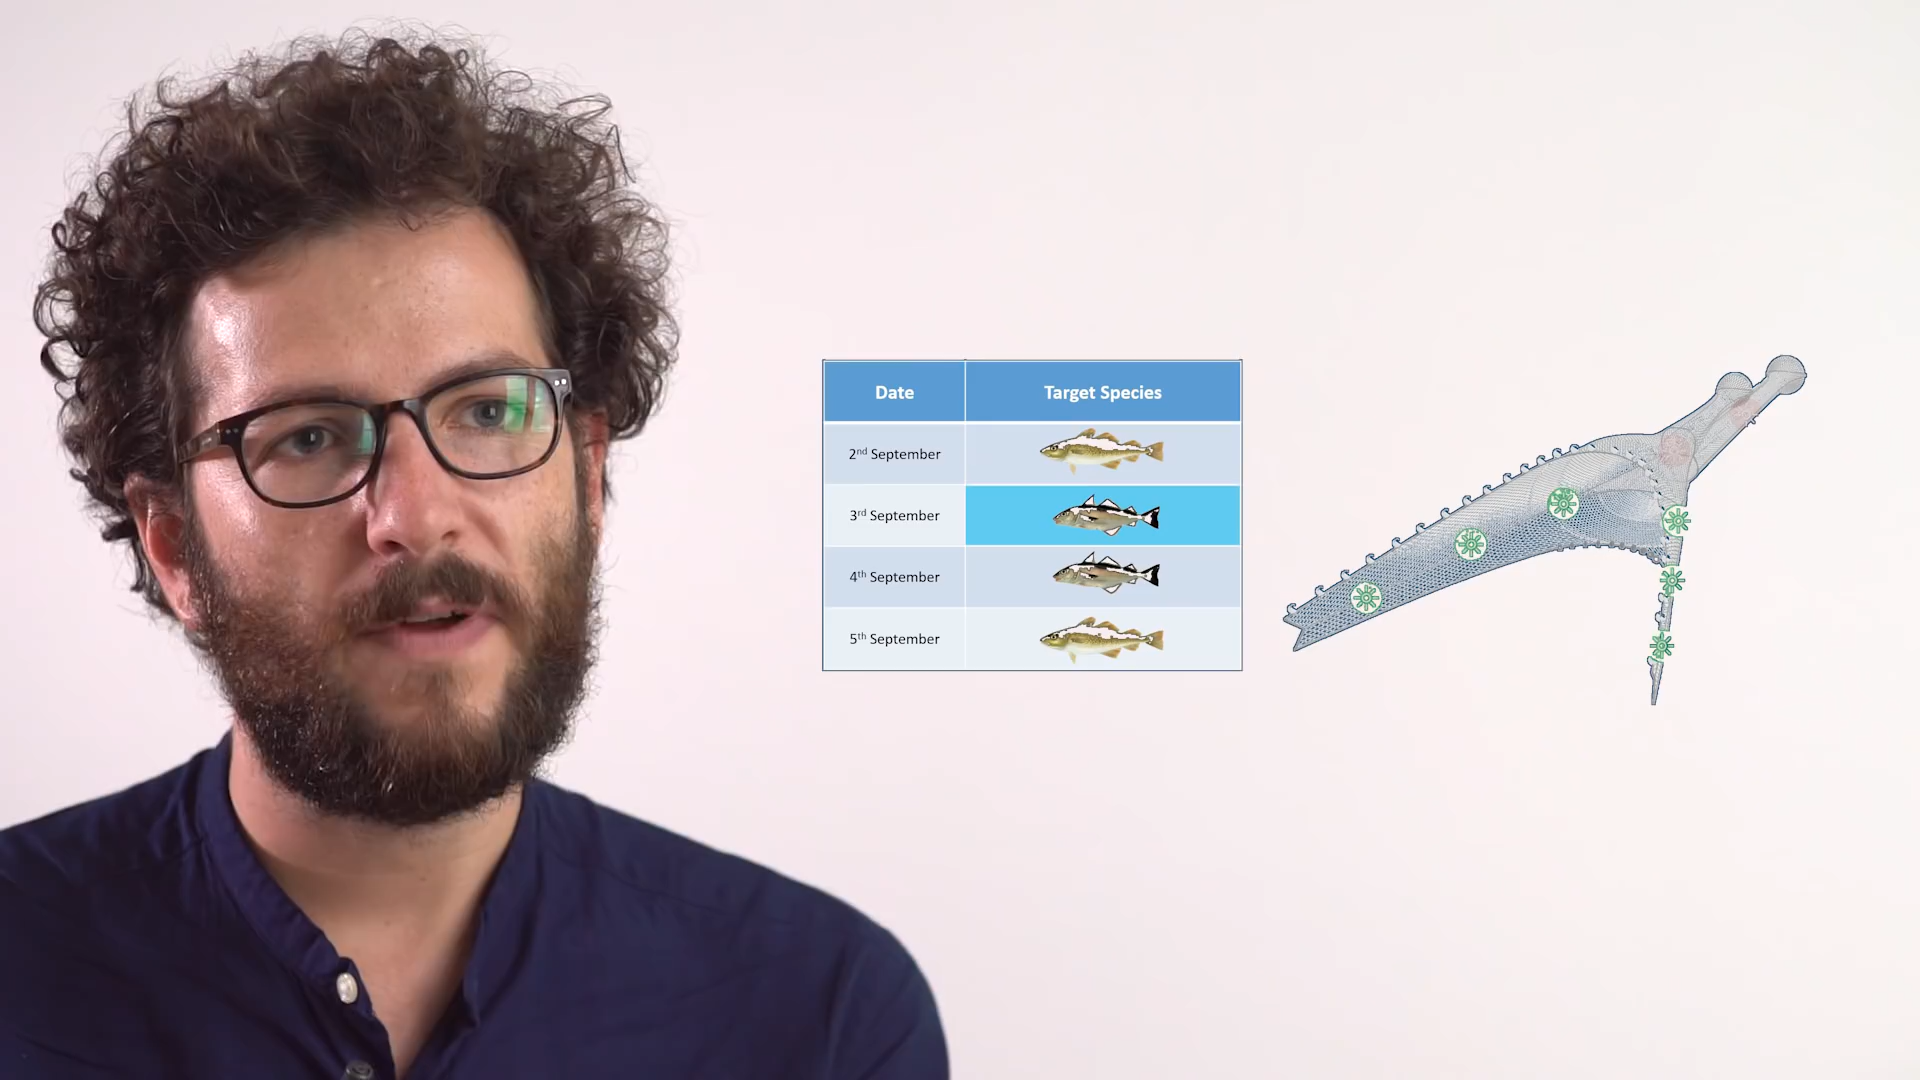 Date Target Species
2nd September
3rd September
4th September
5th September